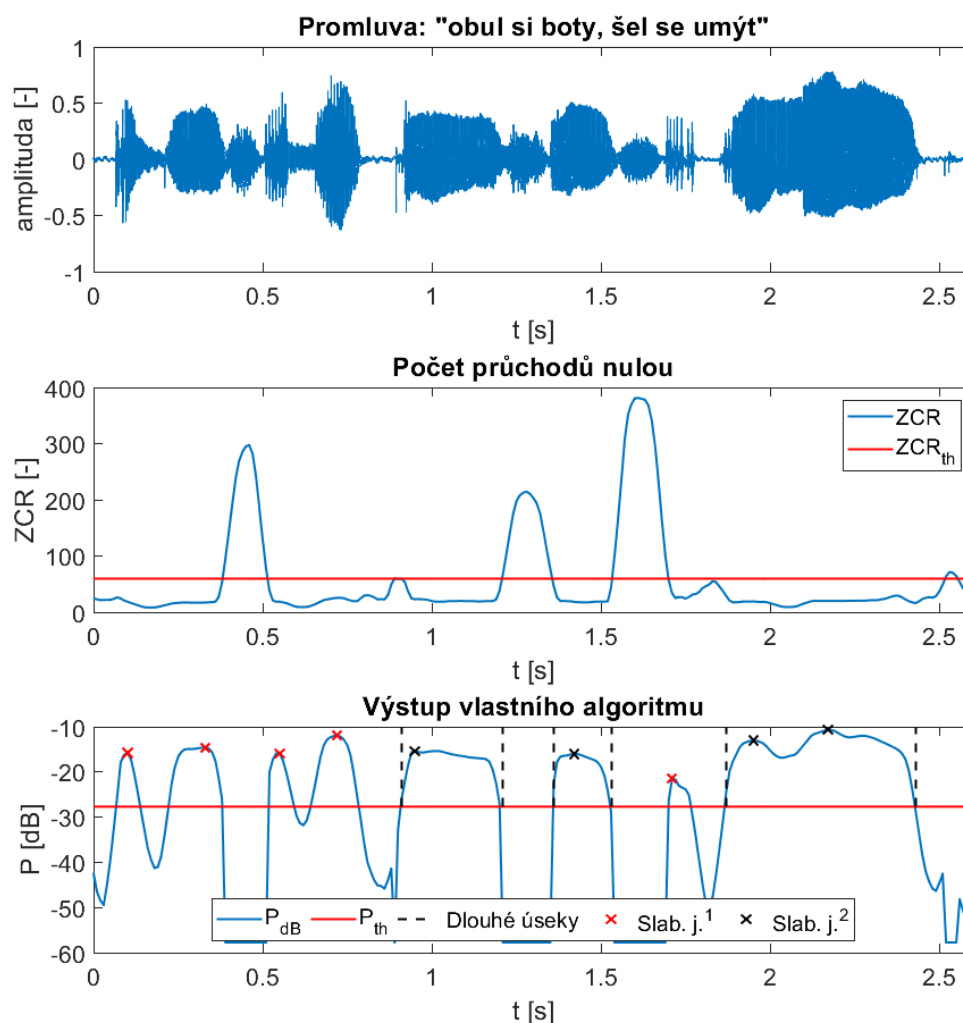 Promluva: "obul si boty, šel se umýt"
1
0.5
0
-0.5
-1
amplituda [-]
0 0.5 1 1.5 2 2.5
t [s]
Počet průchodů nulou
400
300
200
100
0
ZCR [-]
ZCR
ZCR_th
0 0.5 1 1.5 2 2.5
t [s]
Výstup vlastního algoritmu
-10
-20
-30
-40
-50
-60
P [dB]
P_dB P_th Dlouhé úseky Slab. j.¹ Slab. j.²
0 0.5 1 1.5 2 2.5
t [s]